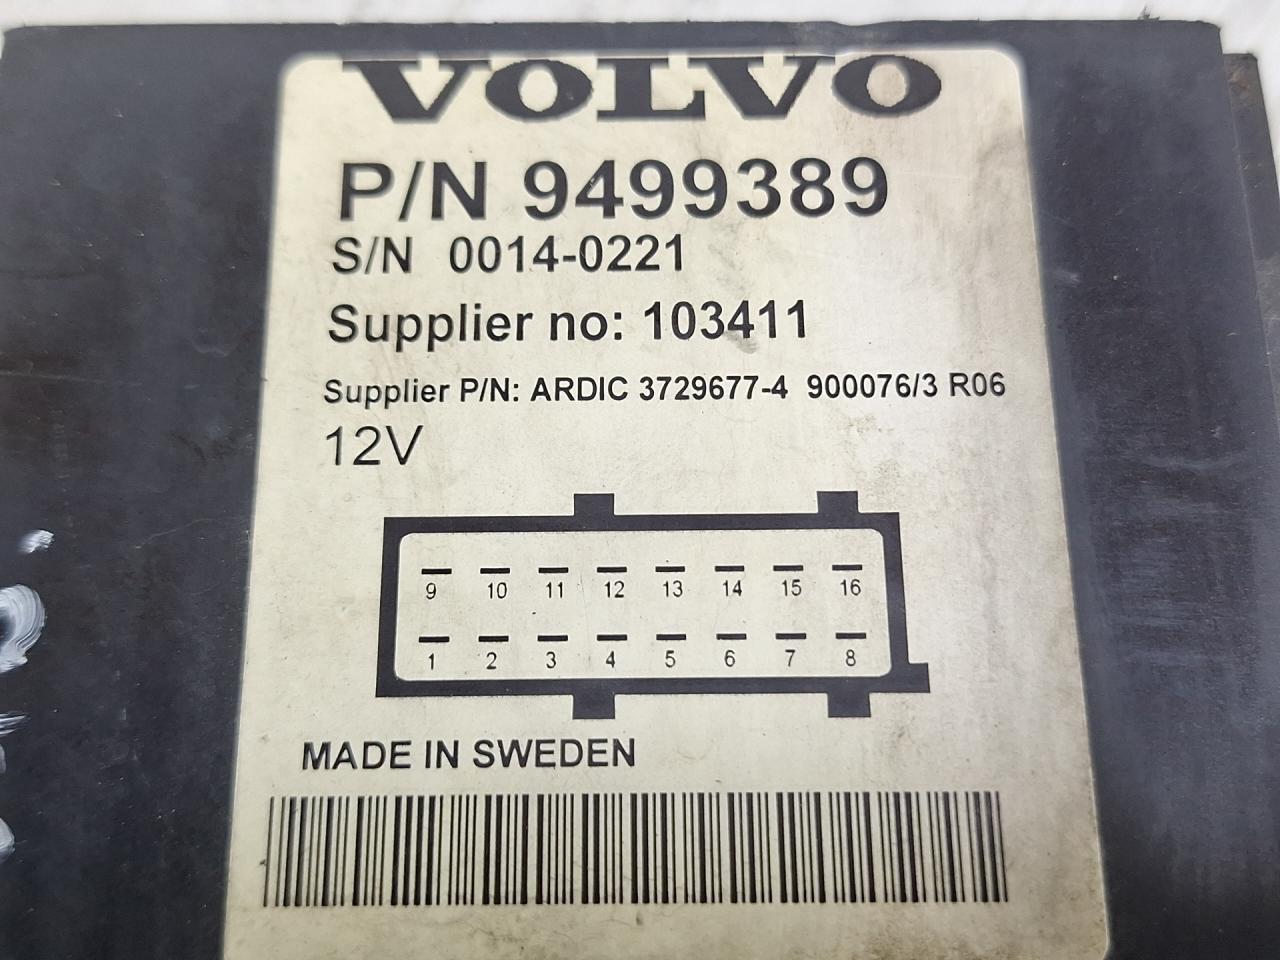 VOLVO
P/N 9499389
S/N 0014-0221
Supplier no: 103411
Supplier P/N: ARDIC 3729677-4 900076/3 R06
12V
9 10 11 12 13 14 15 16
1 2 3 4 5 6 7 8
MADE IN SWEDEN